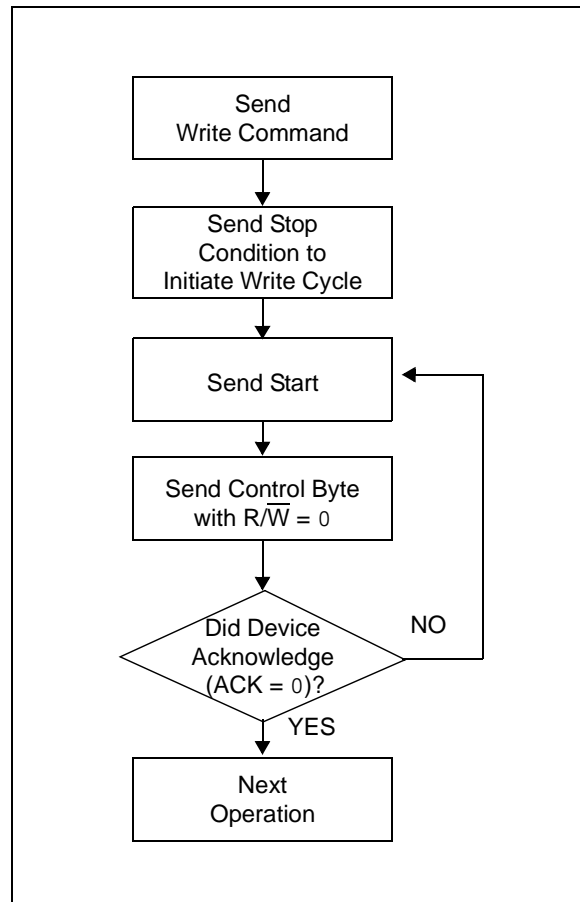 Send
Write Command
Send Stop
Condition to
Initiate Write Cycle
Send Start
Send Control Byte
with R/W̅ = 0
Did Device
Acknowledge
(ACK = 0)?
NO
YES
Next
Operation